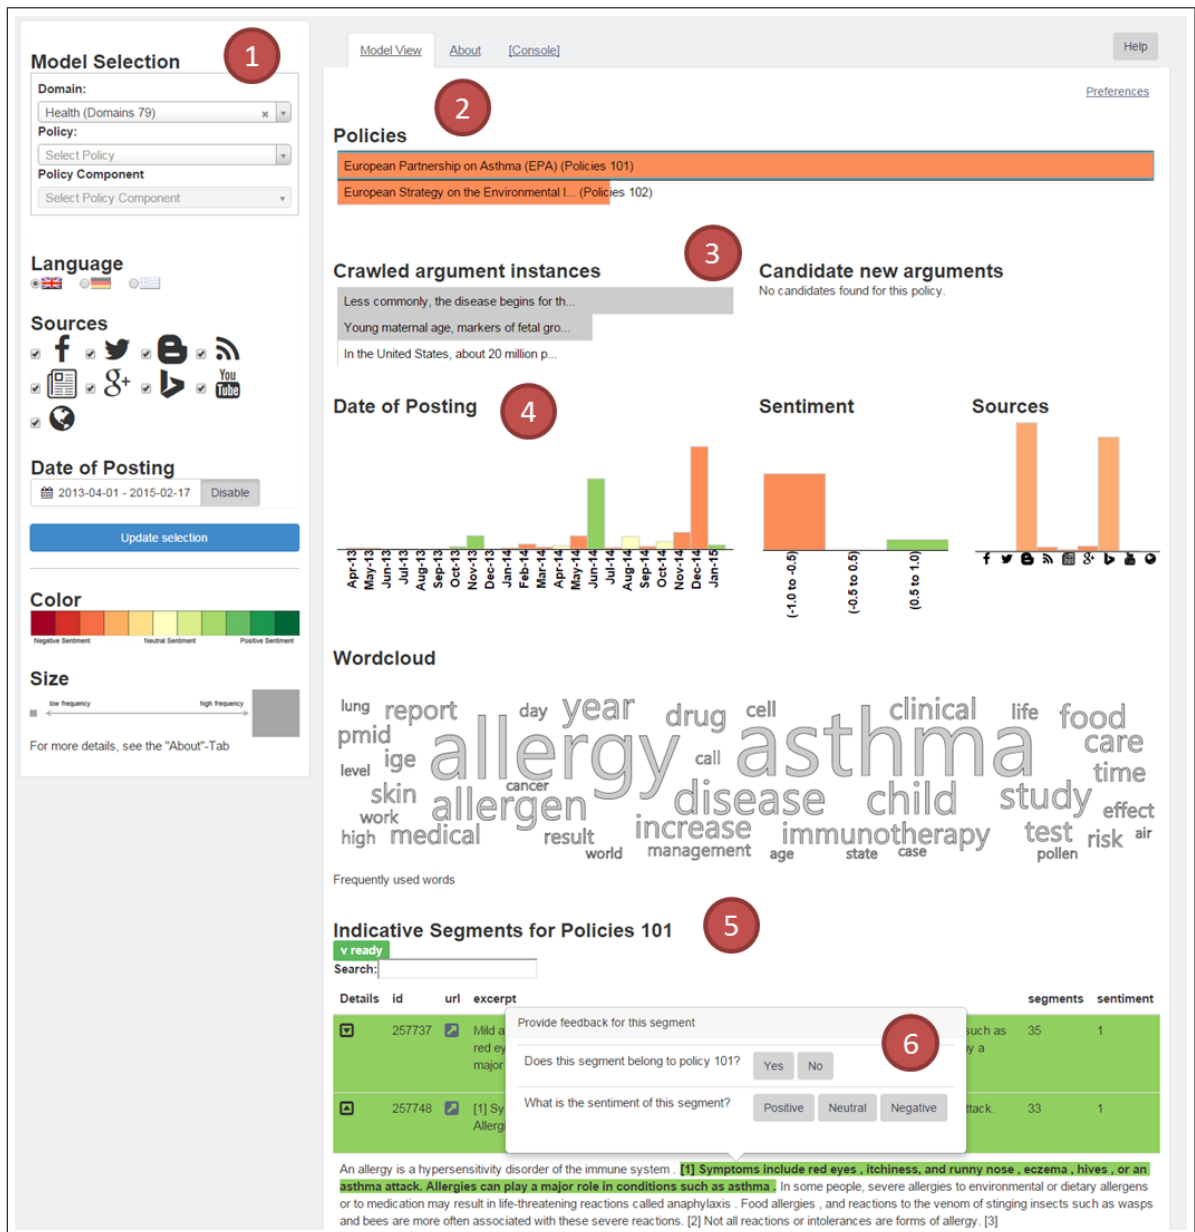 1
Model Selection
Domain:
Health (Domains 79)
Policy:
Select Policy
Policy Component
Select Policy Component
Language
Sources
You
Tube
Date of Posting
2013-04-01 - 2015-02-17 Disable
Update selection
Color
Negative Sentiment Neutral Sentiment Positive Sentiment
Size
low frequency high frequency
For more details, see the "About"-Tab
Model View About [Console] Help
Preferences
2
Policies
European Partnership on Asthma (EPA) (Policies 101)
European Strategy on the Environmental I... (Policies 102)
3
Crawled argument instances
Less commonly, the disease begins for th...
Young maternal age, markers of fetal gro...
In the United States, about 20 million p...
Candidate new arguments
No candidates found for this policy.
Date of Posting
4
Apr-13
May-13
Jun-13
Jul-13
Aug-13
Sep-13
Oct-13
Nov-13
Dec-13
Jan-14
Feb-14
Mar-14
Apr-14
May-14
Jun-14
Jul-14
Aug-14
Sep-14
Oct-14
Nov-14
Dec-14
Jan-15
Sentiment
(-1.0 to -0.5)
(-0.5 to 0.5)
(0.5 to 1.0)
Sources
Wordcloud
lung report day year drug cell clinical life food
pmid ige allergy call asthma care
level cancer time
skin allergen disease child study effect
work
high medical result increase immunotherapy test risk air
world management age state case pollen
Frequently used words
Indicative Segments for Policies 101
5
v ready
Search:
Details id url excerpt segments sentiment
257737 Mild a such as 35 1
red ey y a
major
257748 [1] Sy ttack. 33 1
Allerg
Provide feedback for this segment
6
Does this segment belong to policy 101? Yes No
What is the sentiment of this segment? Positive Neutral Negative
An allergy is a hypersensitivity disorder of the immune system . [1] Symptoms include red eyes , itchiness, and runny nose , eczema , hives , or an
asthma attack. Allergies can play a major role in conditions such as asthma . In some people, severe allergies to environmental or dietary allergens
or to medication may result in life-threatening reactions called anaphylaxis . Food allergies , and reactions to the venom of stinging insects such as wasps
and bees are more often associated with these severe reactions. [2] Not all reactions or intolerances are forms of allergy. [3]